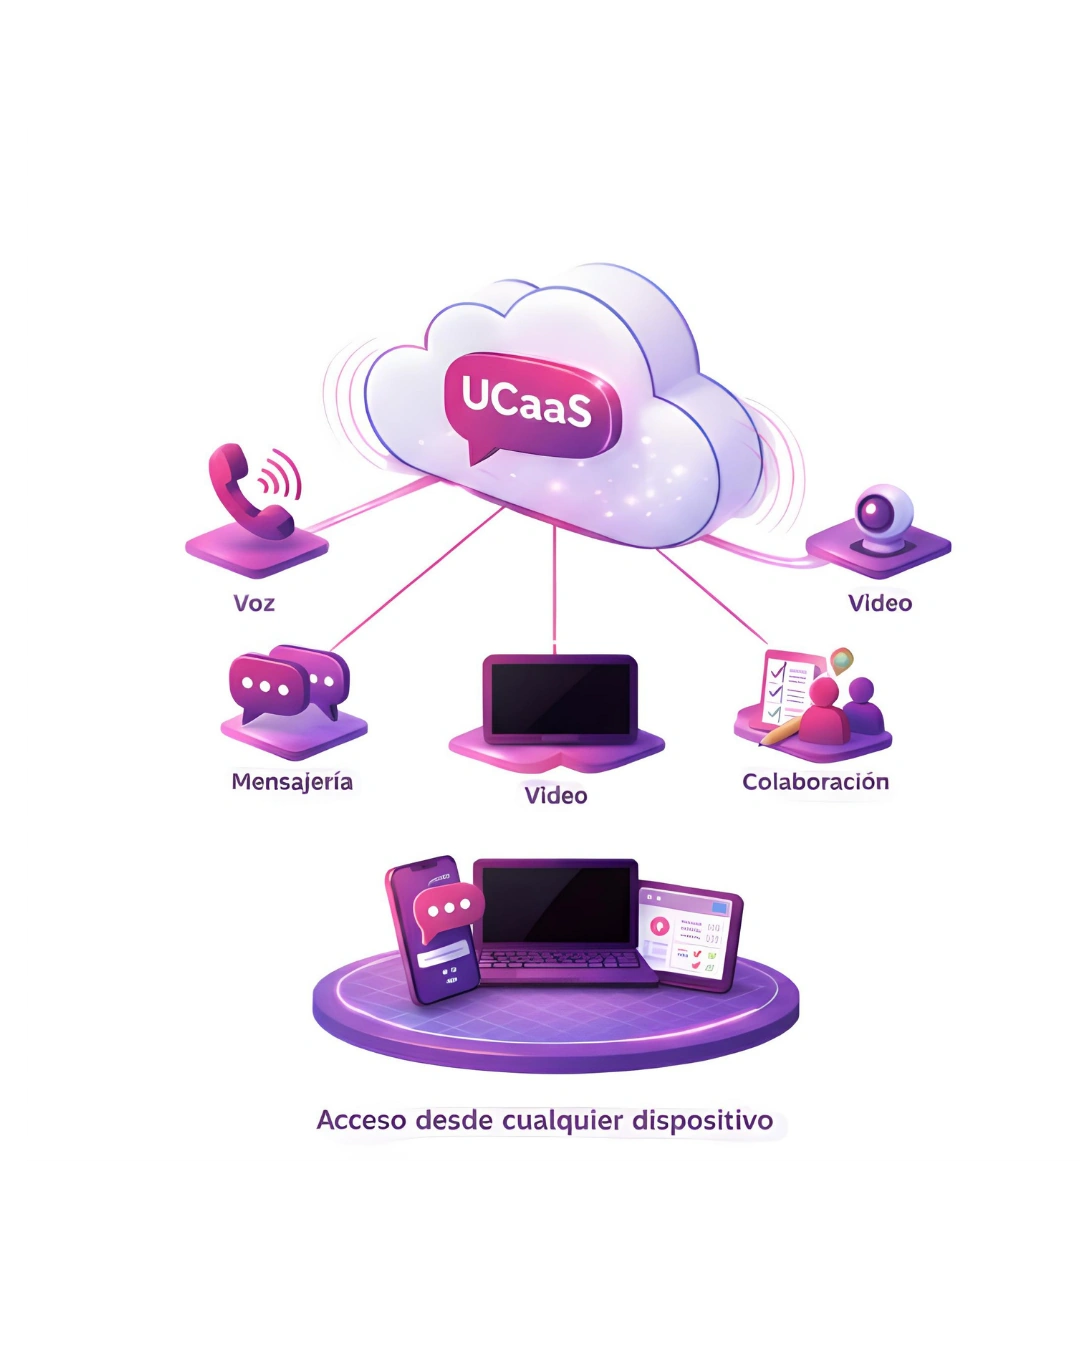 UCaaS
Voz
Video
Mensajería
Video
Colaboración
Acceso desde cualquier dispositivo